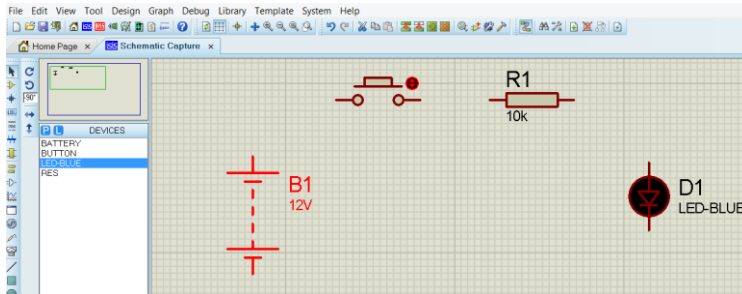 File Edit View Tool Design Graph Debug Library Template System Help
Home Page x ISIS Schematic Capture x
-90°
P L DEVICES
BATTERY
BUTTON
LED-BLUE
RES
R1
10k
B1
12V
D1
LED-BLUE